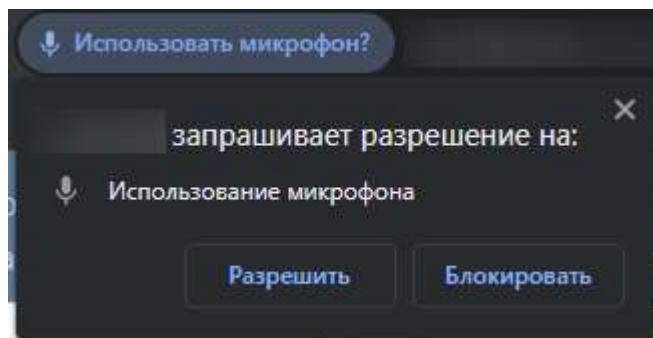 Использовать микрофон?
запрашивает разрешение на:
Использование микрофона
Разрешить
Блокировать